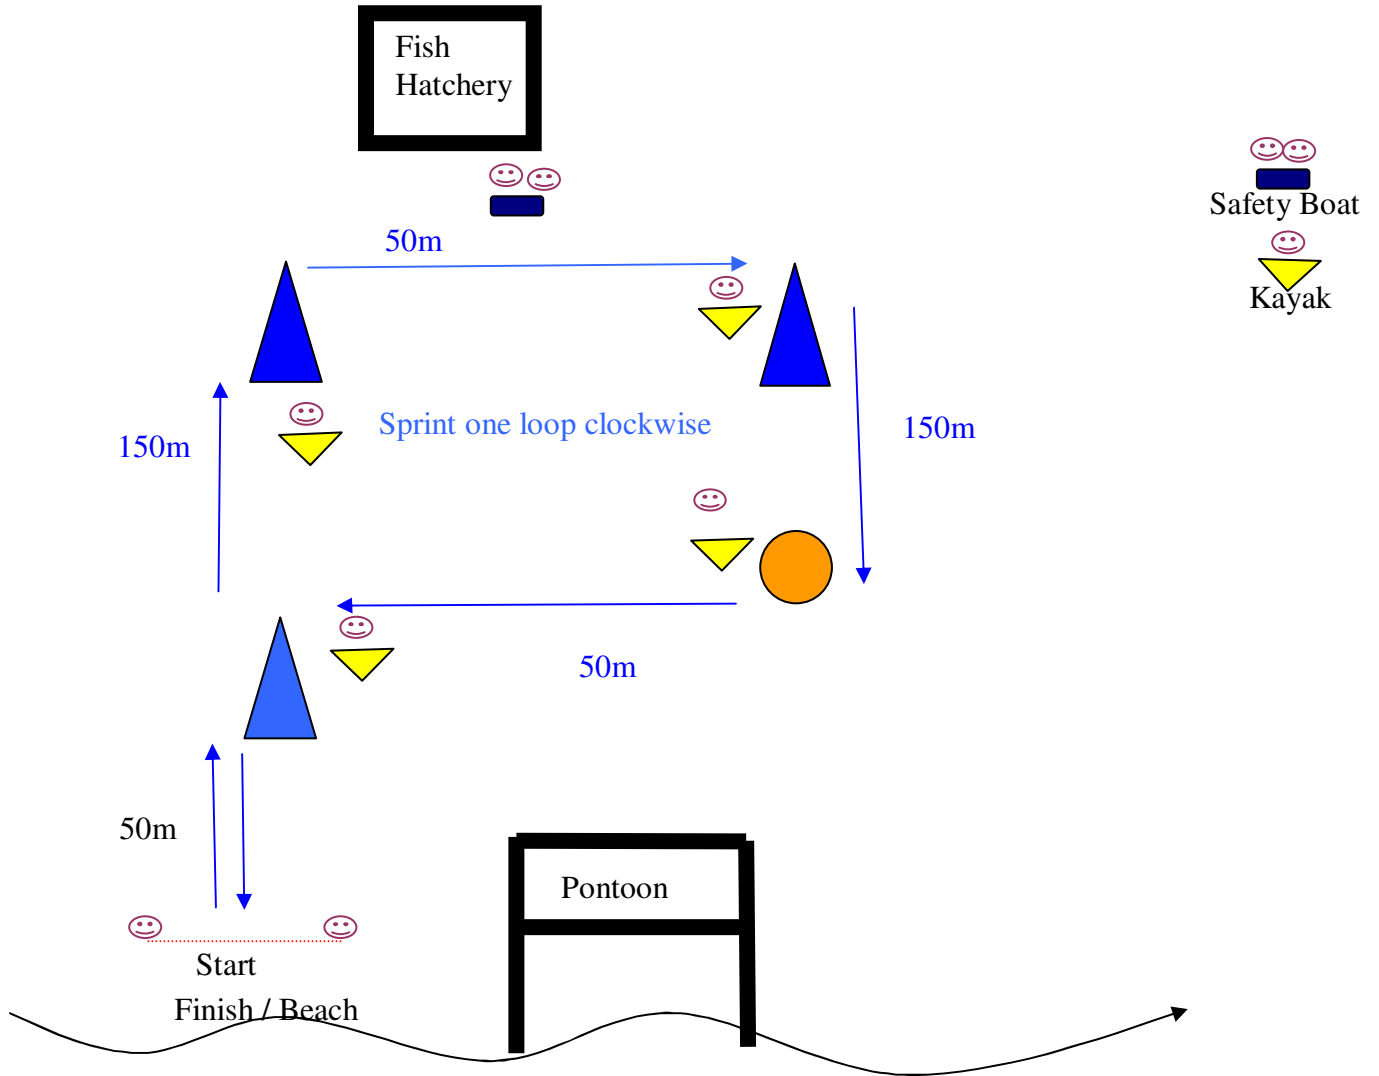 Fish
Hatchery
Safety Boat
50m
Kayak
Sprint one loop clockwise
150m
150m
50m
50m
Pontoon
Start
Finish / Beach